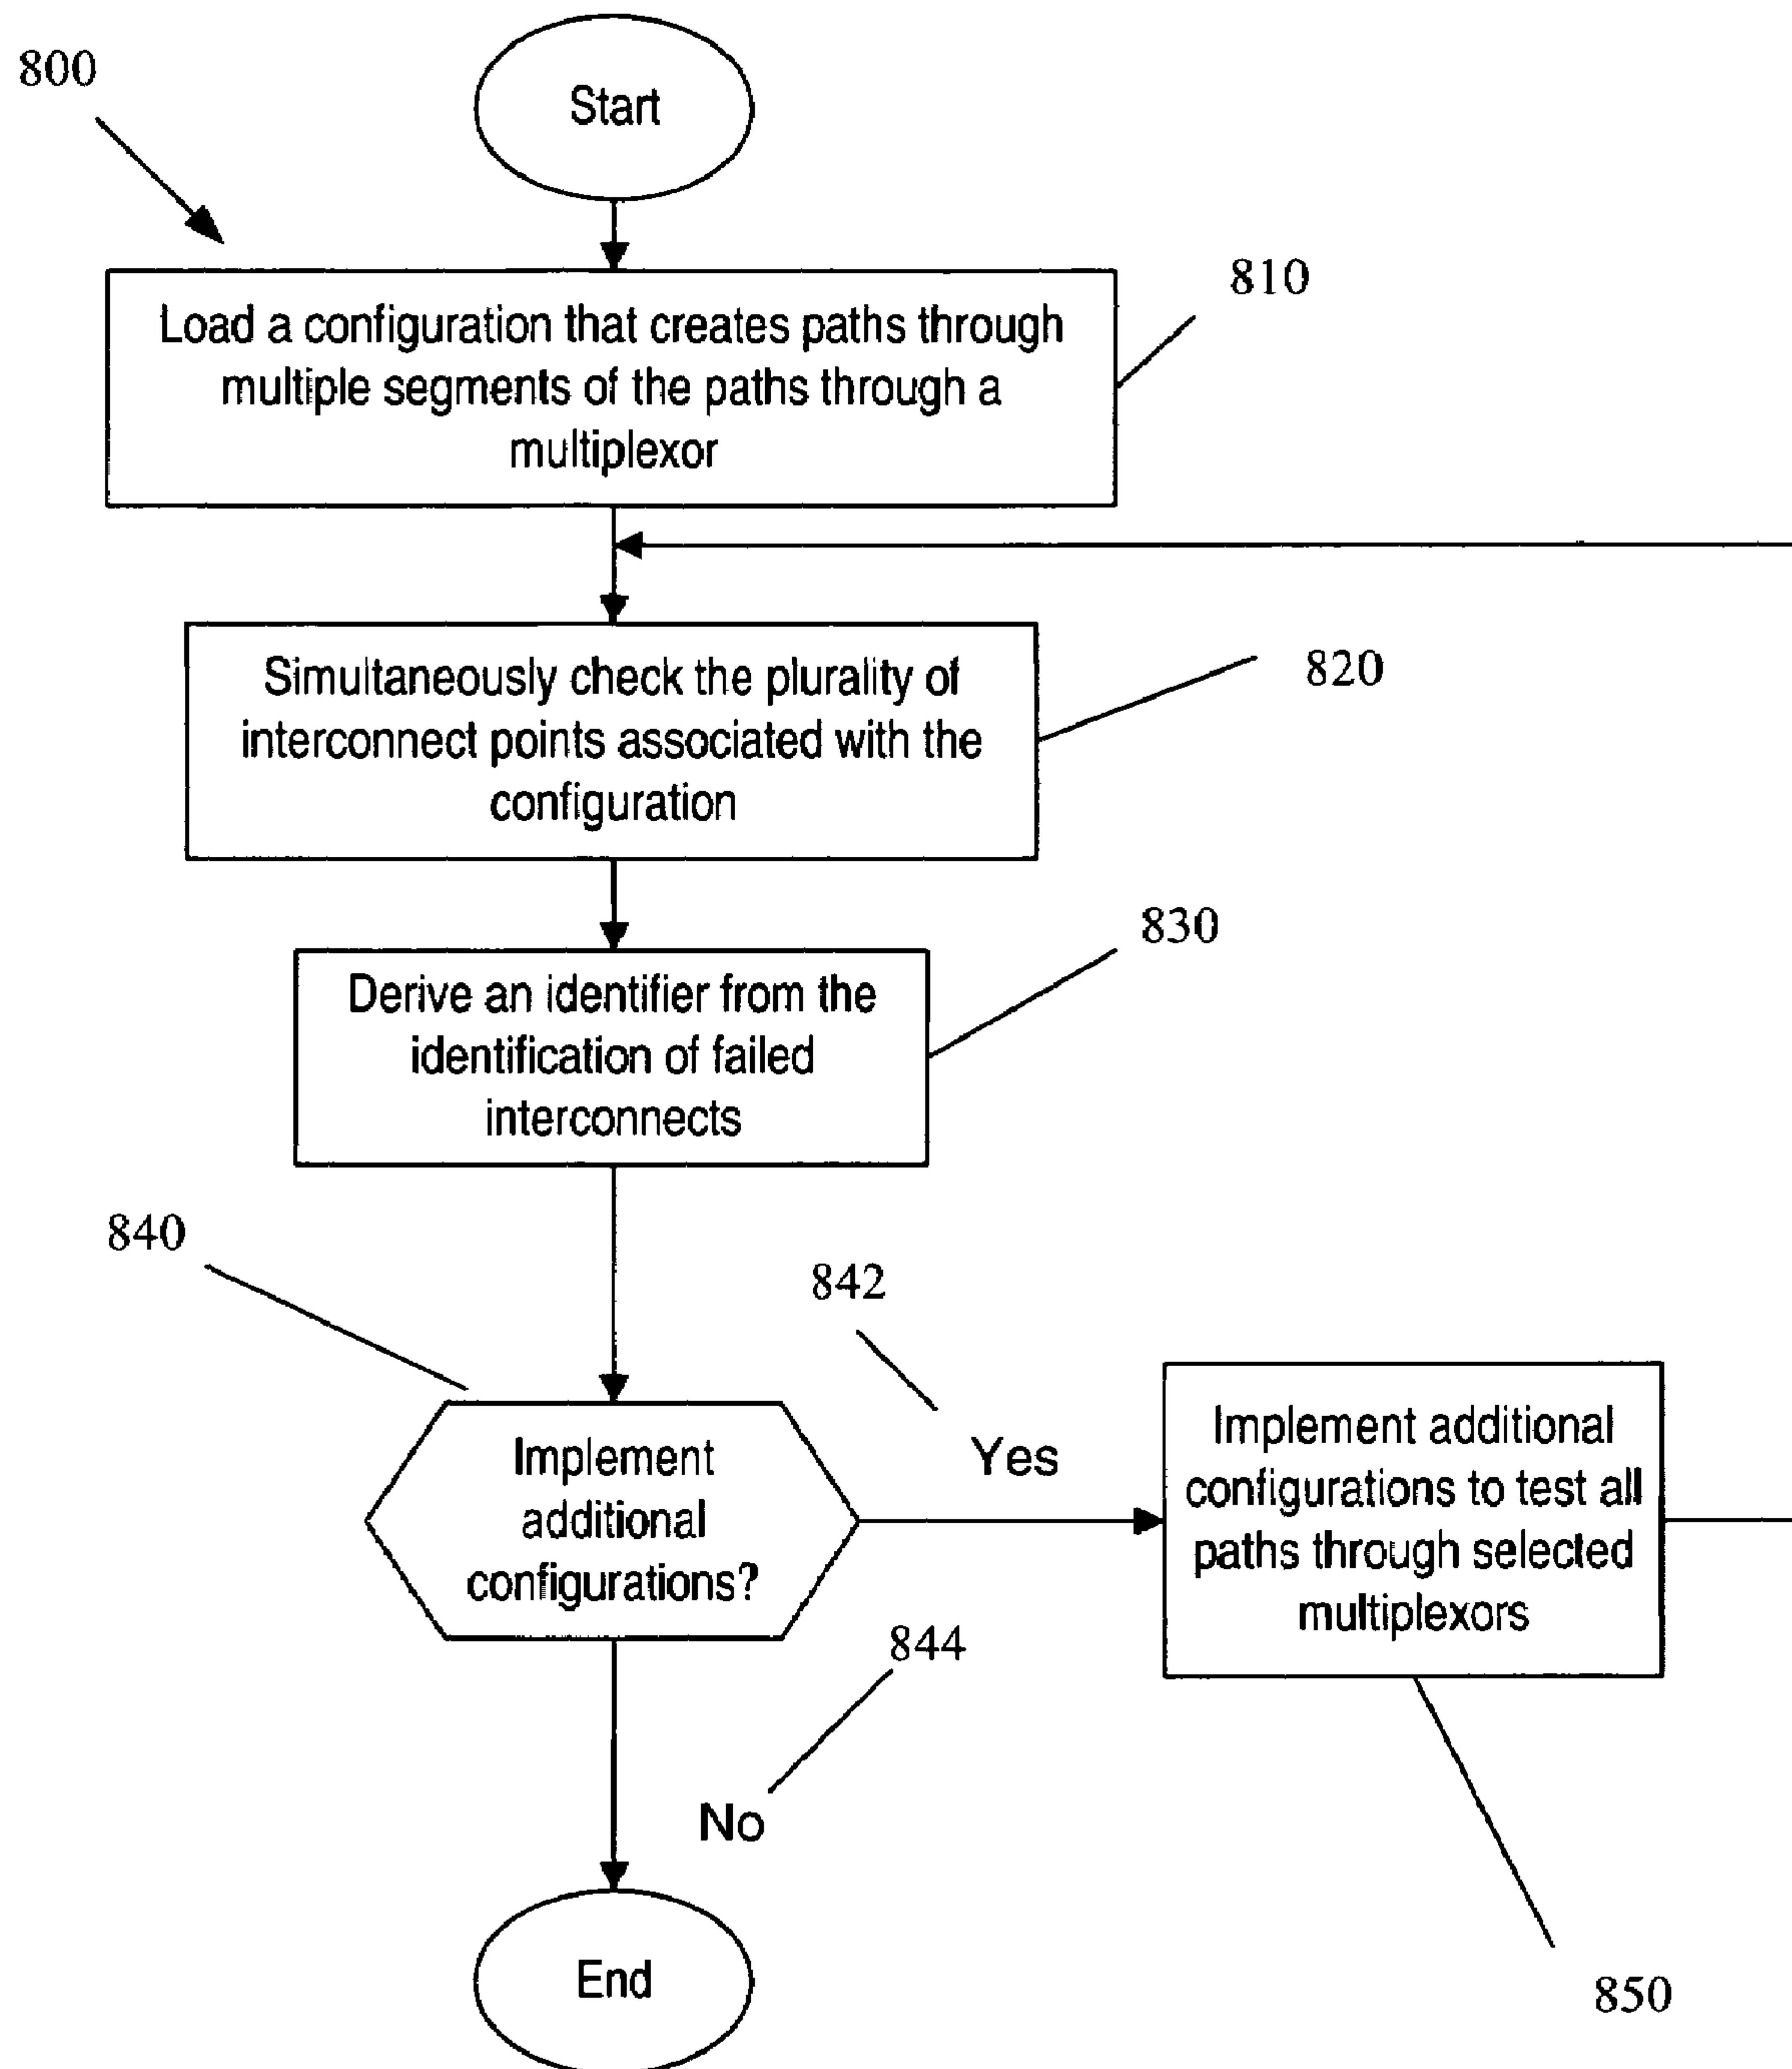 800
Start
810
Load a configuration that creates paths through
multiple segments of the paths through a
multiplexor
820
Simultaneously check the plurality of
interconnect points associated with the
configuration
830
Derive an identifier from the
identification of failed
interconnects
840
842
Implement
additional
configurations?
Yes
Implement additional
configurations to test all
paths through selected
multiplexors
844
No
End
850